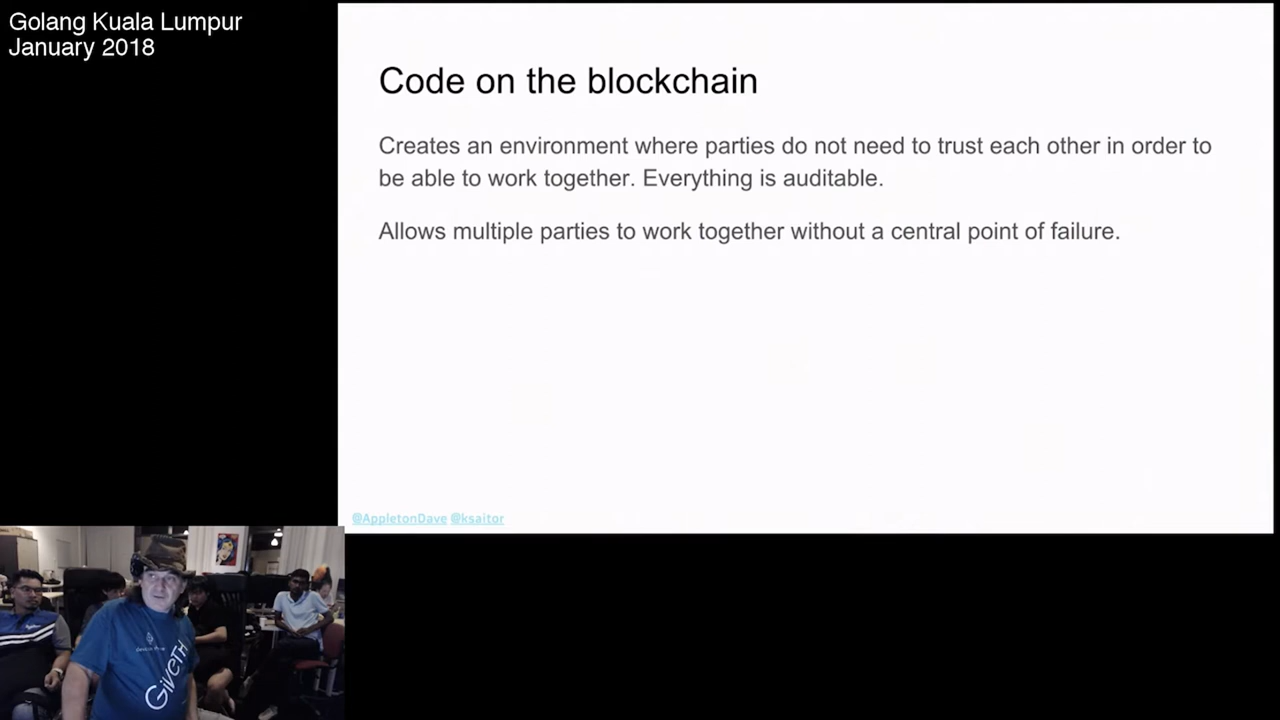 Golang Kuala Lumpur
January 2018
Code on the blockchain
Creates an environment where parties do not need to trust each other in order to
be able to work together. Everything is auditable.
Allows multiple parties to work together without a central point of failure.
@AppletonDave @ksaitor
GIVETH